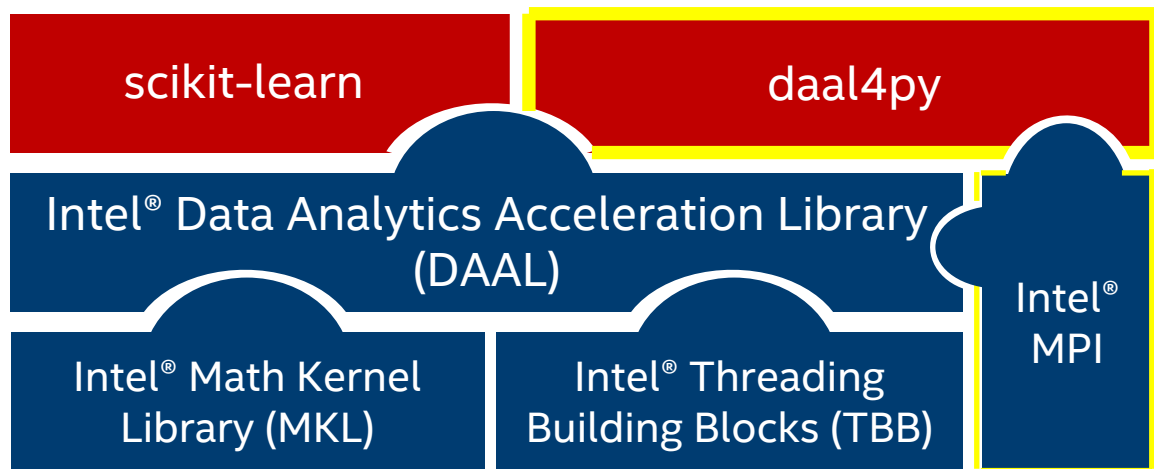 scikit-learn
daal4py
Intel® Data Analytics Acceleration Library
(DAAL)
Intel® Math Kernel
Library (MKL)
Intel® Threading
Building Blocks (TBB)
Intel®
MPI